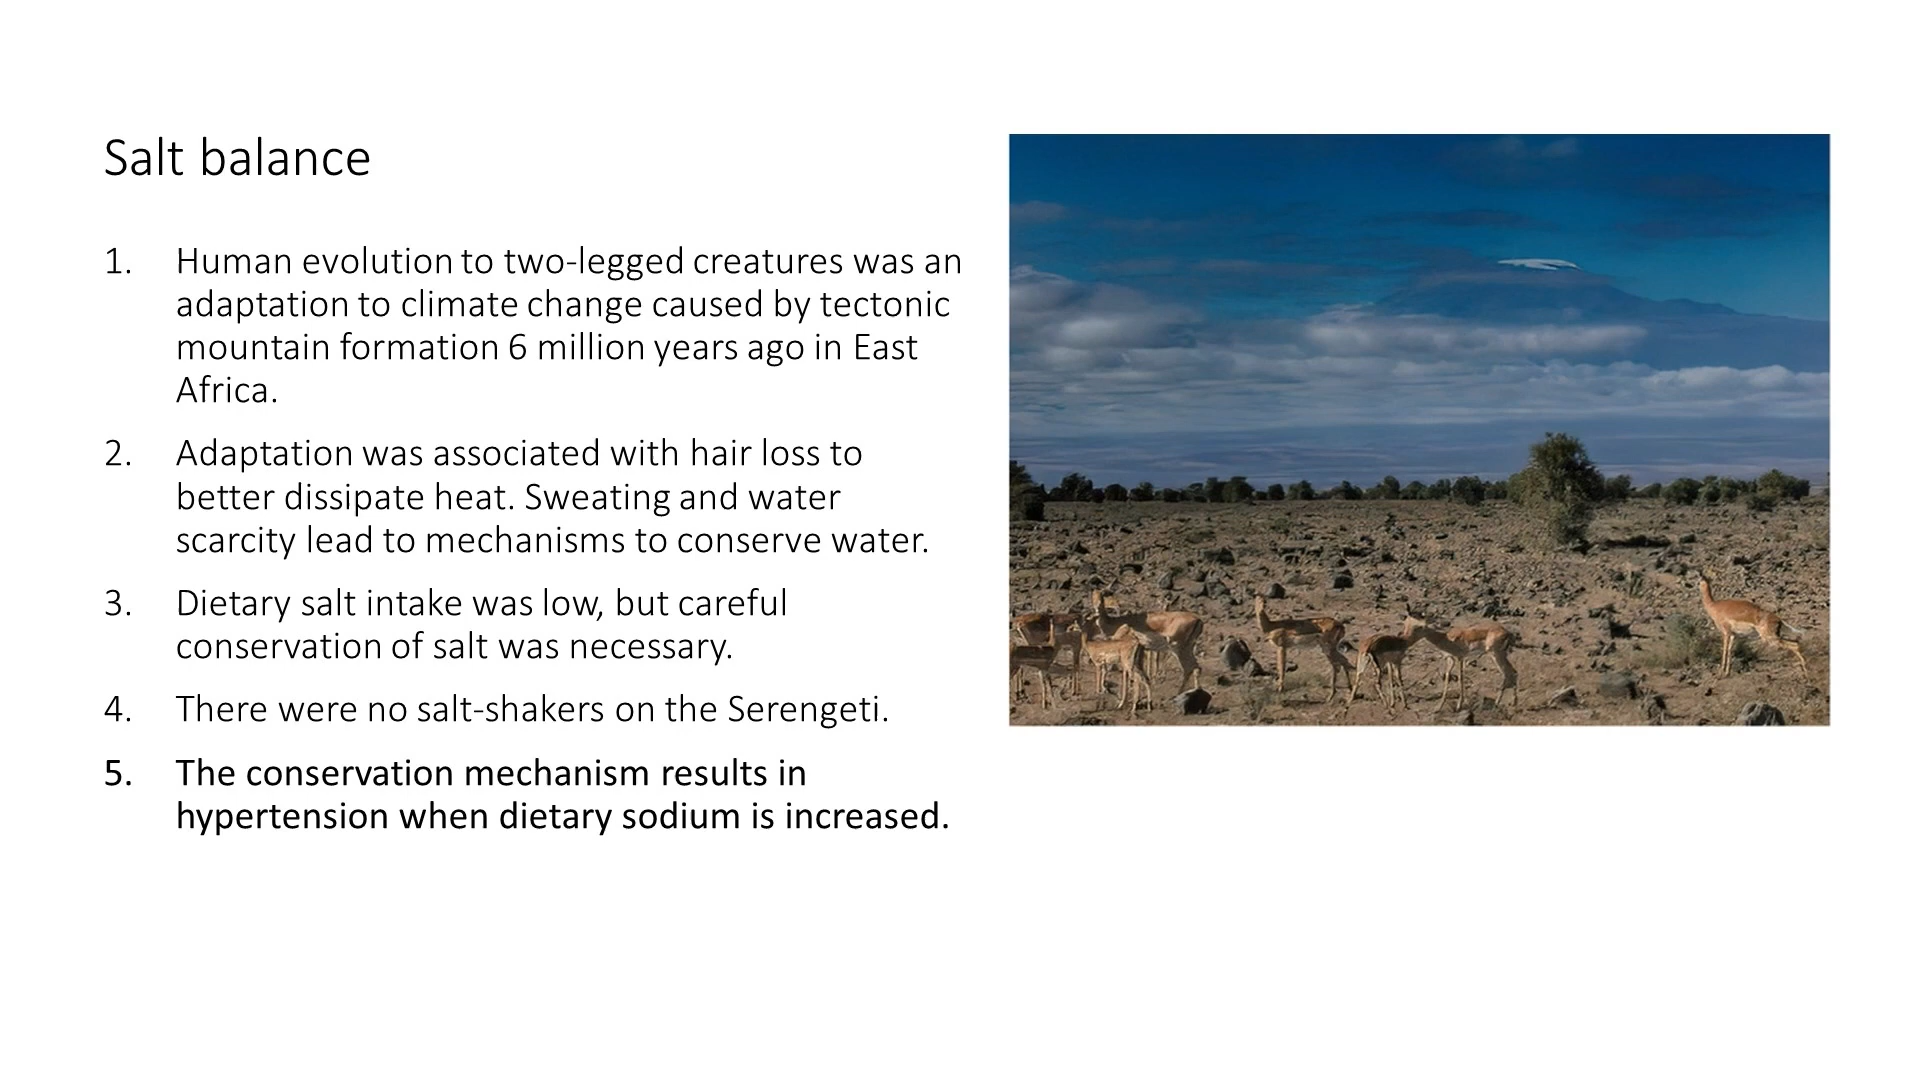 Salt balance
1. Human evolution to two-legged creatures was an
adaptation to climate change caused by tectonic
mountain formation 6 million years ago in East
Africa.
2. Adaptation was associated with hair loss to
better dissipate heat. Sweating and water
scarcity lead to mechanisms to conserve water.
3. Dietary salt intake was low, but careful
conservation of salt was necessary.
4. There were no salt-shakers on the Serengeti.
5. The conservation mechanism results in
hypertension when dietary sodium is increased.